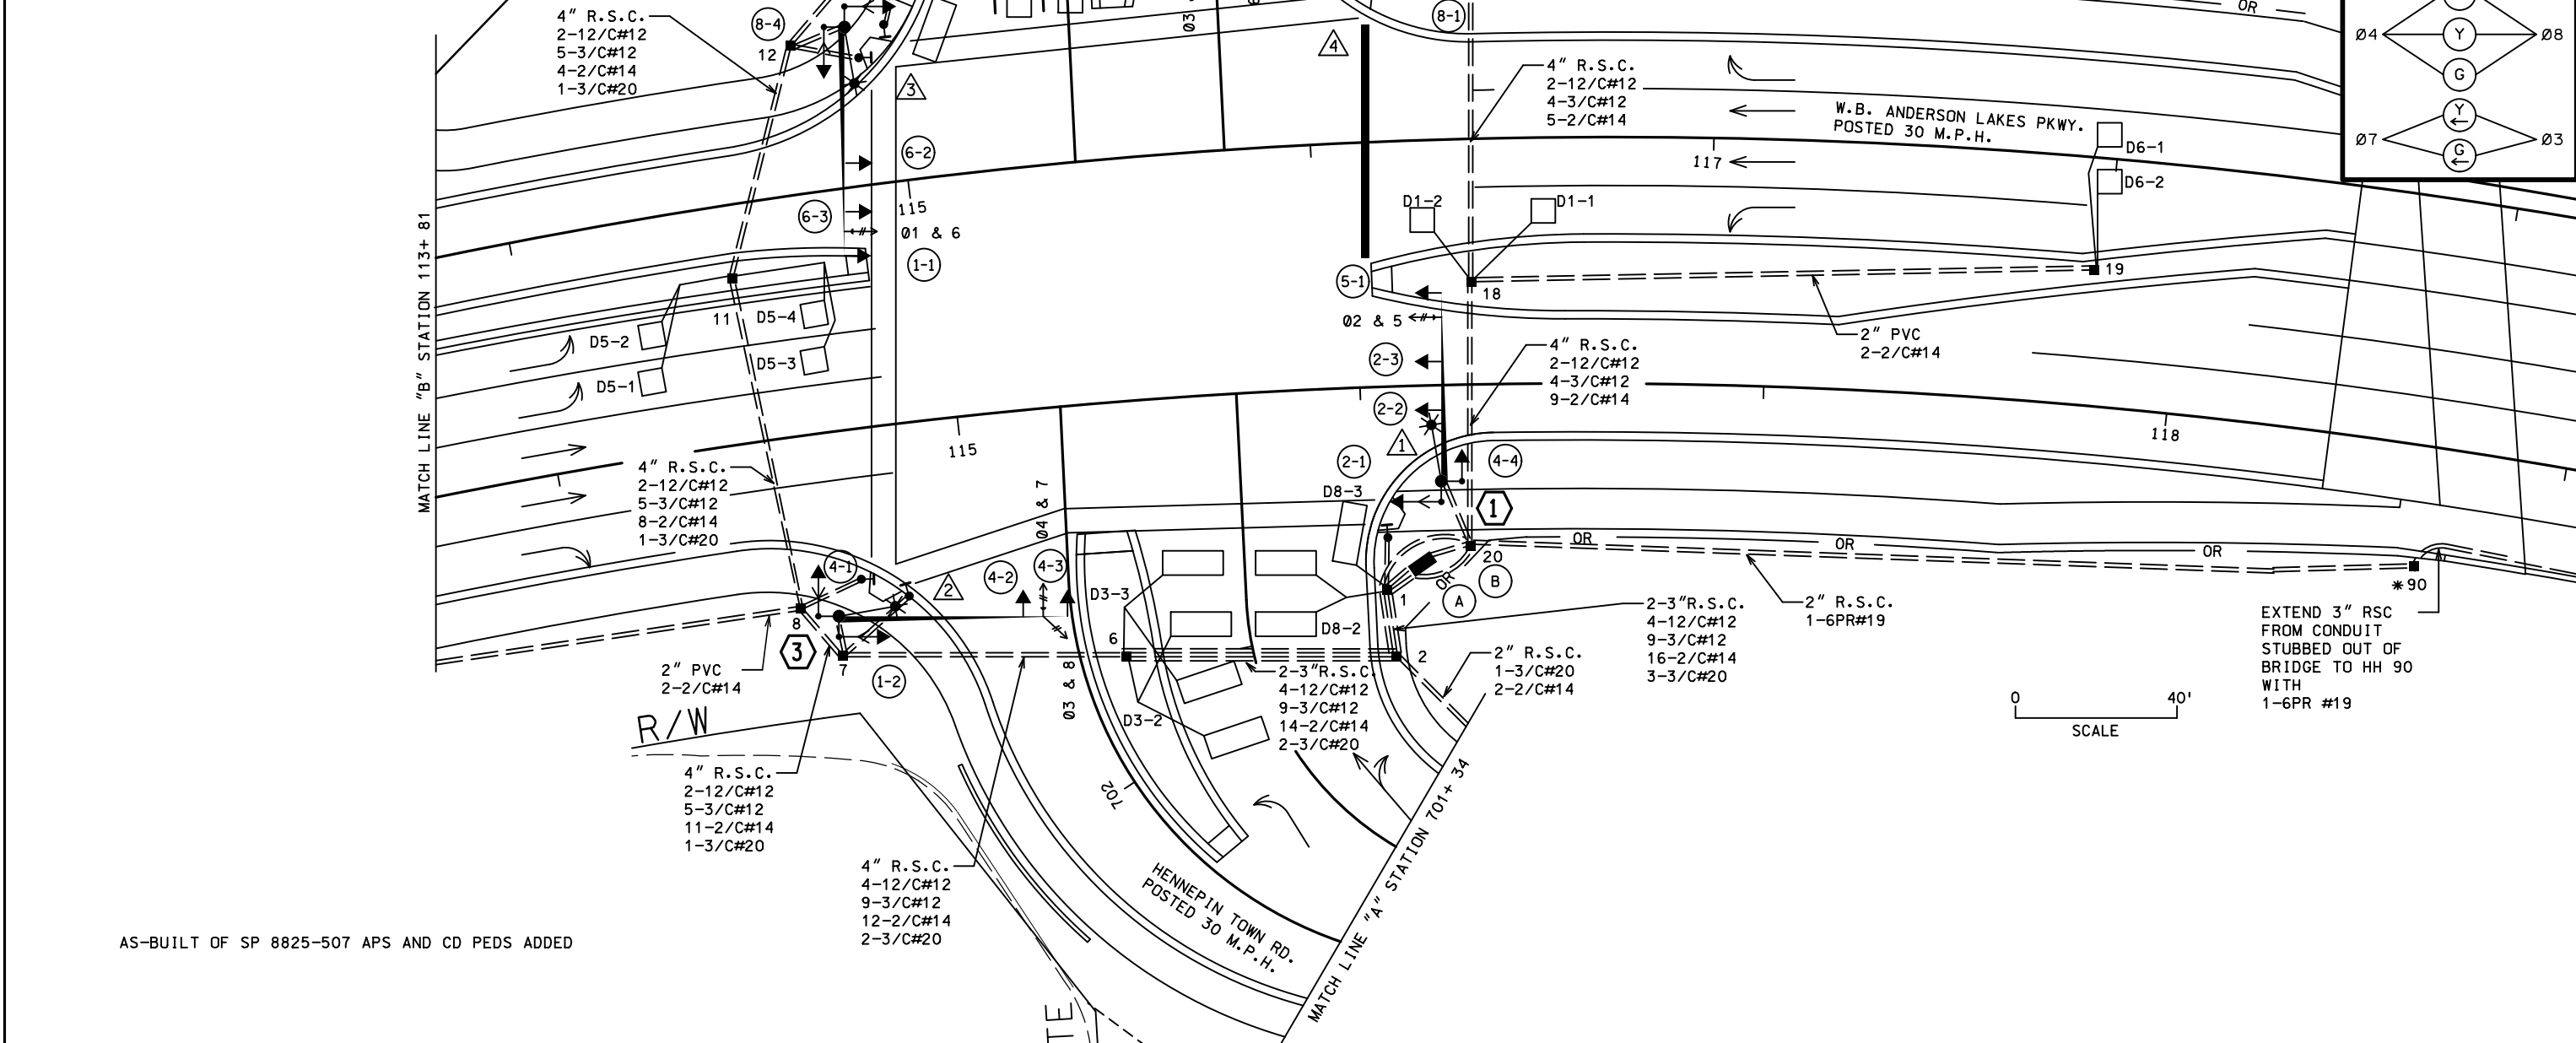 4" R.S.C.
2-12/C#12
5-3/C#12
4-2/C#14
1-3/C#20
8-4
12
3
4
8-1
OR
4" R.S.C.
2-12/C#12
4-3/C#12
5-2/C#14
W.B. ANDERSON LAKES PKWY.
POSTED 30 M.P.H.
117
D6-1
D6-2
Ø4
Y
Ø8
G
Y
Ø7
G
Ø3
6-2
6-3
115
Ø1 & 6
1-1
MATCH LINE "B" STATION 113+ 81
11
D5-4
D5-2
D5-3
D5-1
D1-2
D1-1
5-1
18
19
Ø2 & 5
2" PVC
2-2/C#14
2-3
4" R.S.C.
2-12/C#12
4-3/C#12
9-2/C#14
2-2
1
2-1
4-4
115
118
4" R.S.C.
2-12/C#12
5-3/C#12
8-2/C#14
1-3/C#20
Ø4 & 7
D8-3
1
20
OR
OR
OR
4-1
2
4-2
4-3
D3-3
OR
A
B
1
8
3
7
1-2
6
D8-2
2
Ø3 & 8
D3-2
2" PVC
2-2/C#14
2-3"R.S.C.
4-12/C#12
9-3/C#12
14-2/C#14
2-3/C#20
2" R.S.C.
1-3/C#20
2-2/C#14
2-3"R.S.C.
4-12/C#12
9-3/C#12
16-2/C#14
3-3/C#20
2" R.S.C.
1-6PR#19
*90
EXTEND 3" RSC
FROM CONDUIT
STUBBED OUT OF
BRIDGE TO HH 90
WITH
1-6PR #19
0 40'
SCALE
R/W
4" R.S.C.
2-12/C#12
5-3/C#12
11-2/C#14
1-3/C#20
702
4" R.S.C.
4-12/C#12
9-3/C#12
12-2/C#14
2-3/C#20
HENNEPIN TOWN RD.
POSTED 30 M.P.H.
MATCH LINE "A" STATION 701+ 34
AS-BUILT OF SP 8825-507 APS AND CD PEDS ADDED